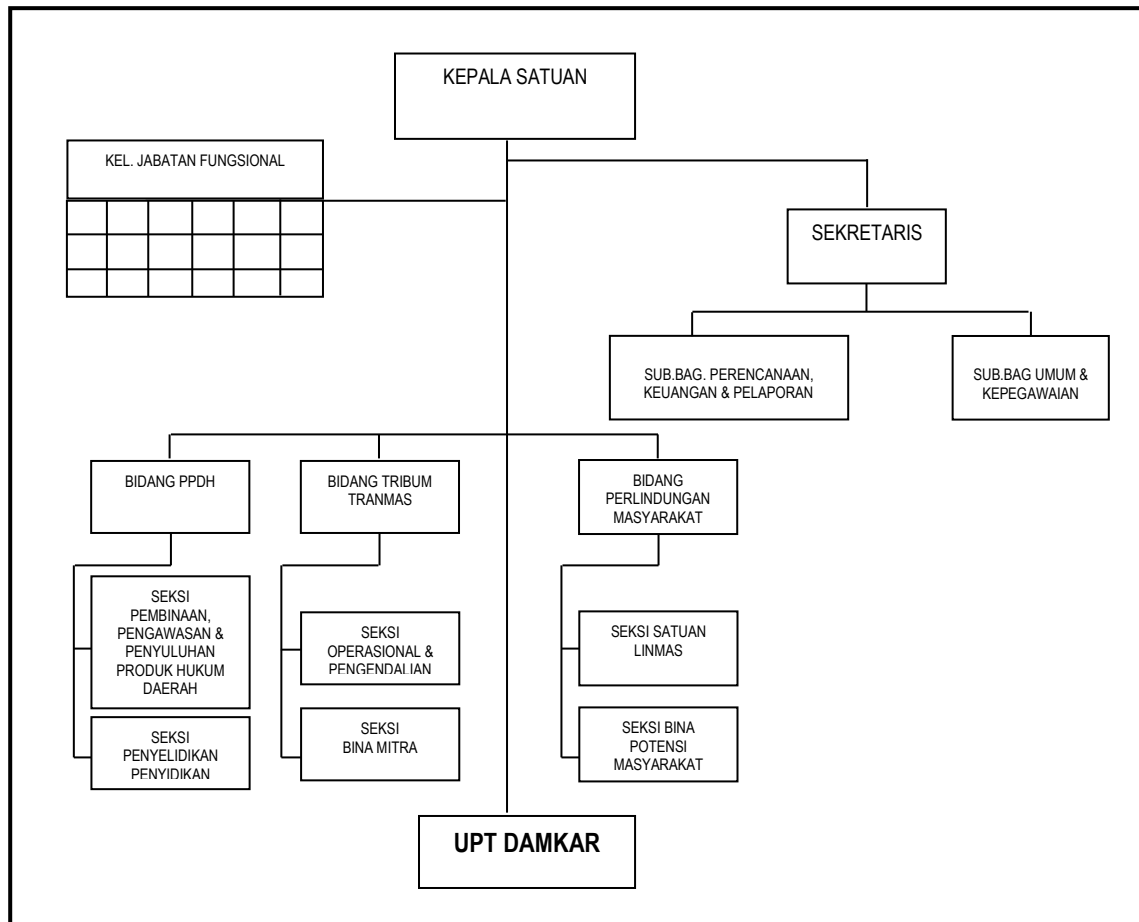 KEPALA SATUAN
KEL. JABATAN FUNGSIONAL
SEKRETARIS
SUB.BAG. PERENCANAAN,
KEUANGAN & PELAPORAN
SUB.BAG UMUM &
KEPEGAWAIAN
BIDANG PPDH
BIDANG TRIBUM
TRANMAS
BIDANG
PERLINDUNGAN
MASYARAKAT
SEKSI
PEMBINAAN,
PENGAWASAN &
PENYULUHAN
PRODUK HUKUM
DAERAH
SEKSI
OPERASIONAL &
PENGENDALIAN
SEKSI SATUAN
LINMAS
SEKSI
PENYELIDIKAN
PENYIDIKAN
SEKSI
BINA MITRA
SEKSI BINA
POTENSI
MASYARAKAT
UPT DAMKAR